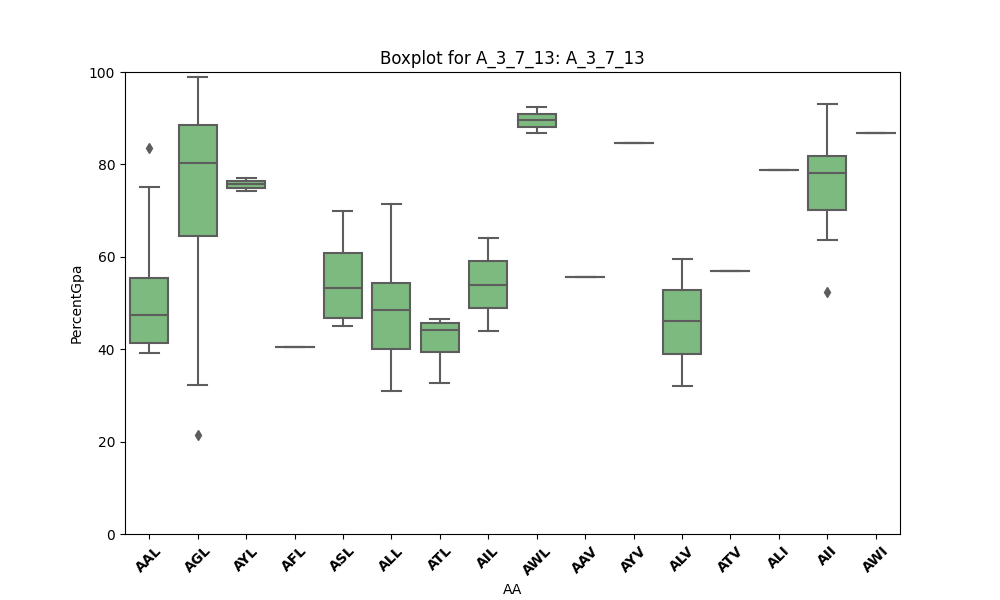 Boxplot for A_3_7_13: A_3_7_13
PercentGpa
100
80
60
40
20
0
AAL AGL AYL AFL ASL ALL ATL AIL AWL AAV AYV ALV ATV ALI AII AWI
AA